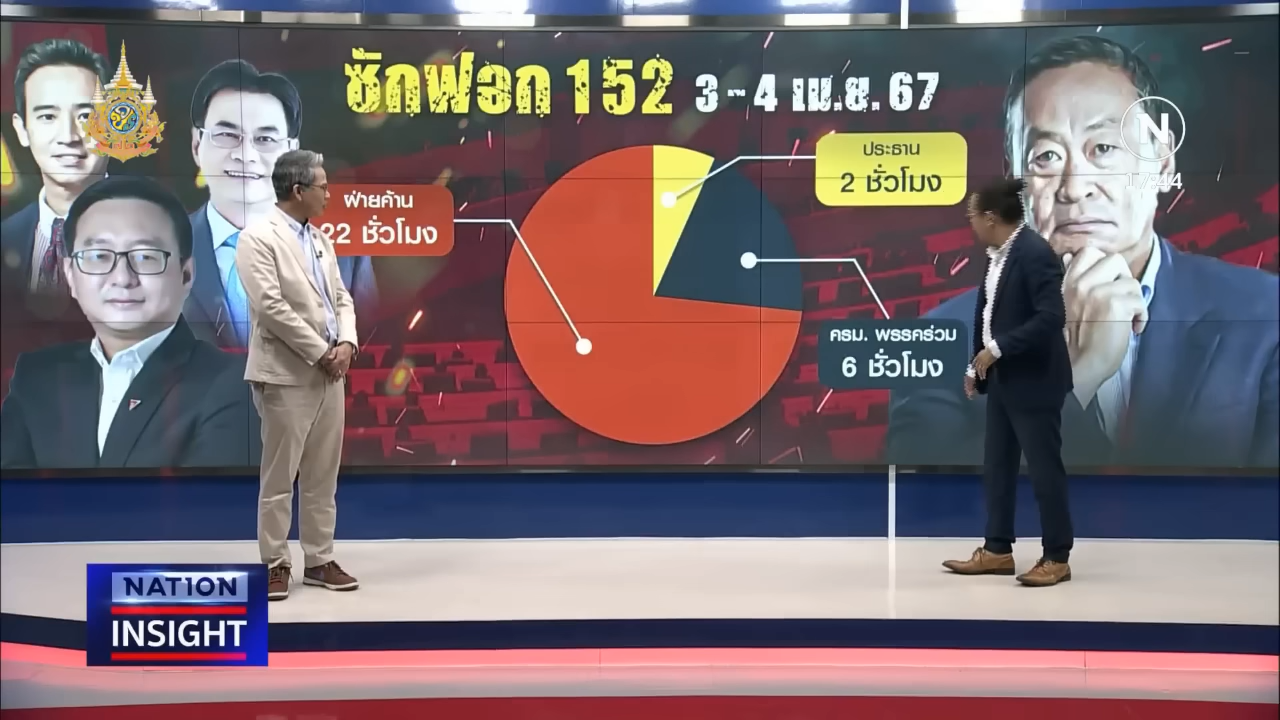 ซักฟอก 152 3 - 4 เม.ย. 67
ประธาน
2 ชั่วโมง
ฝ่ายค้าน
22 ชั่วโมง
ครม. พรรคร่วม
6 ชั่วโมง
N
17:44
NATION
INSIGHT